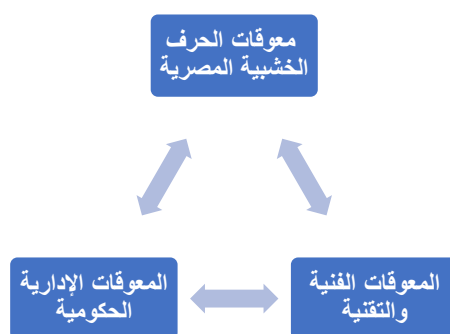 معوقات الحرف
الخشبية المصرية
المعوقات الفنية
والتقنية
المعوقات الإدارية
الحكومية